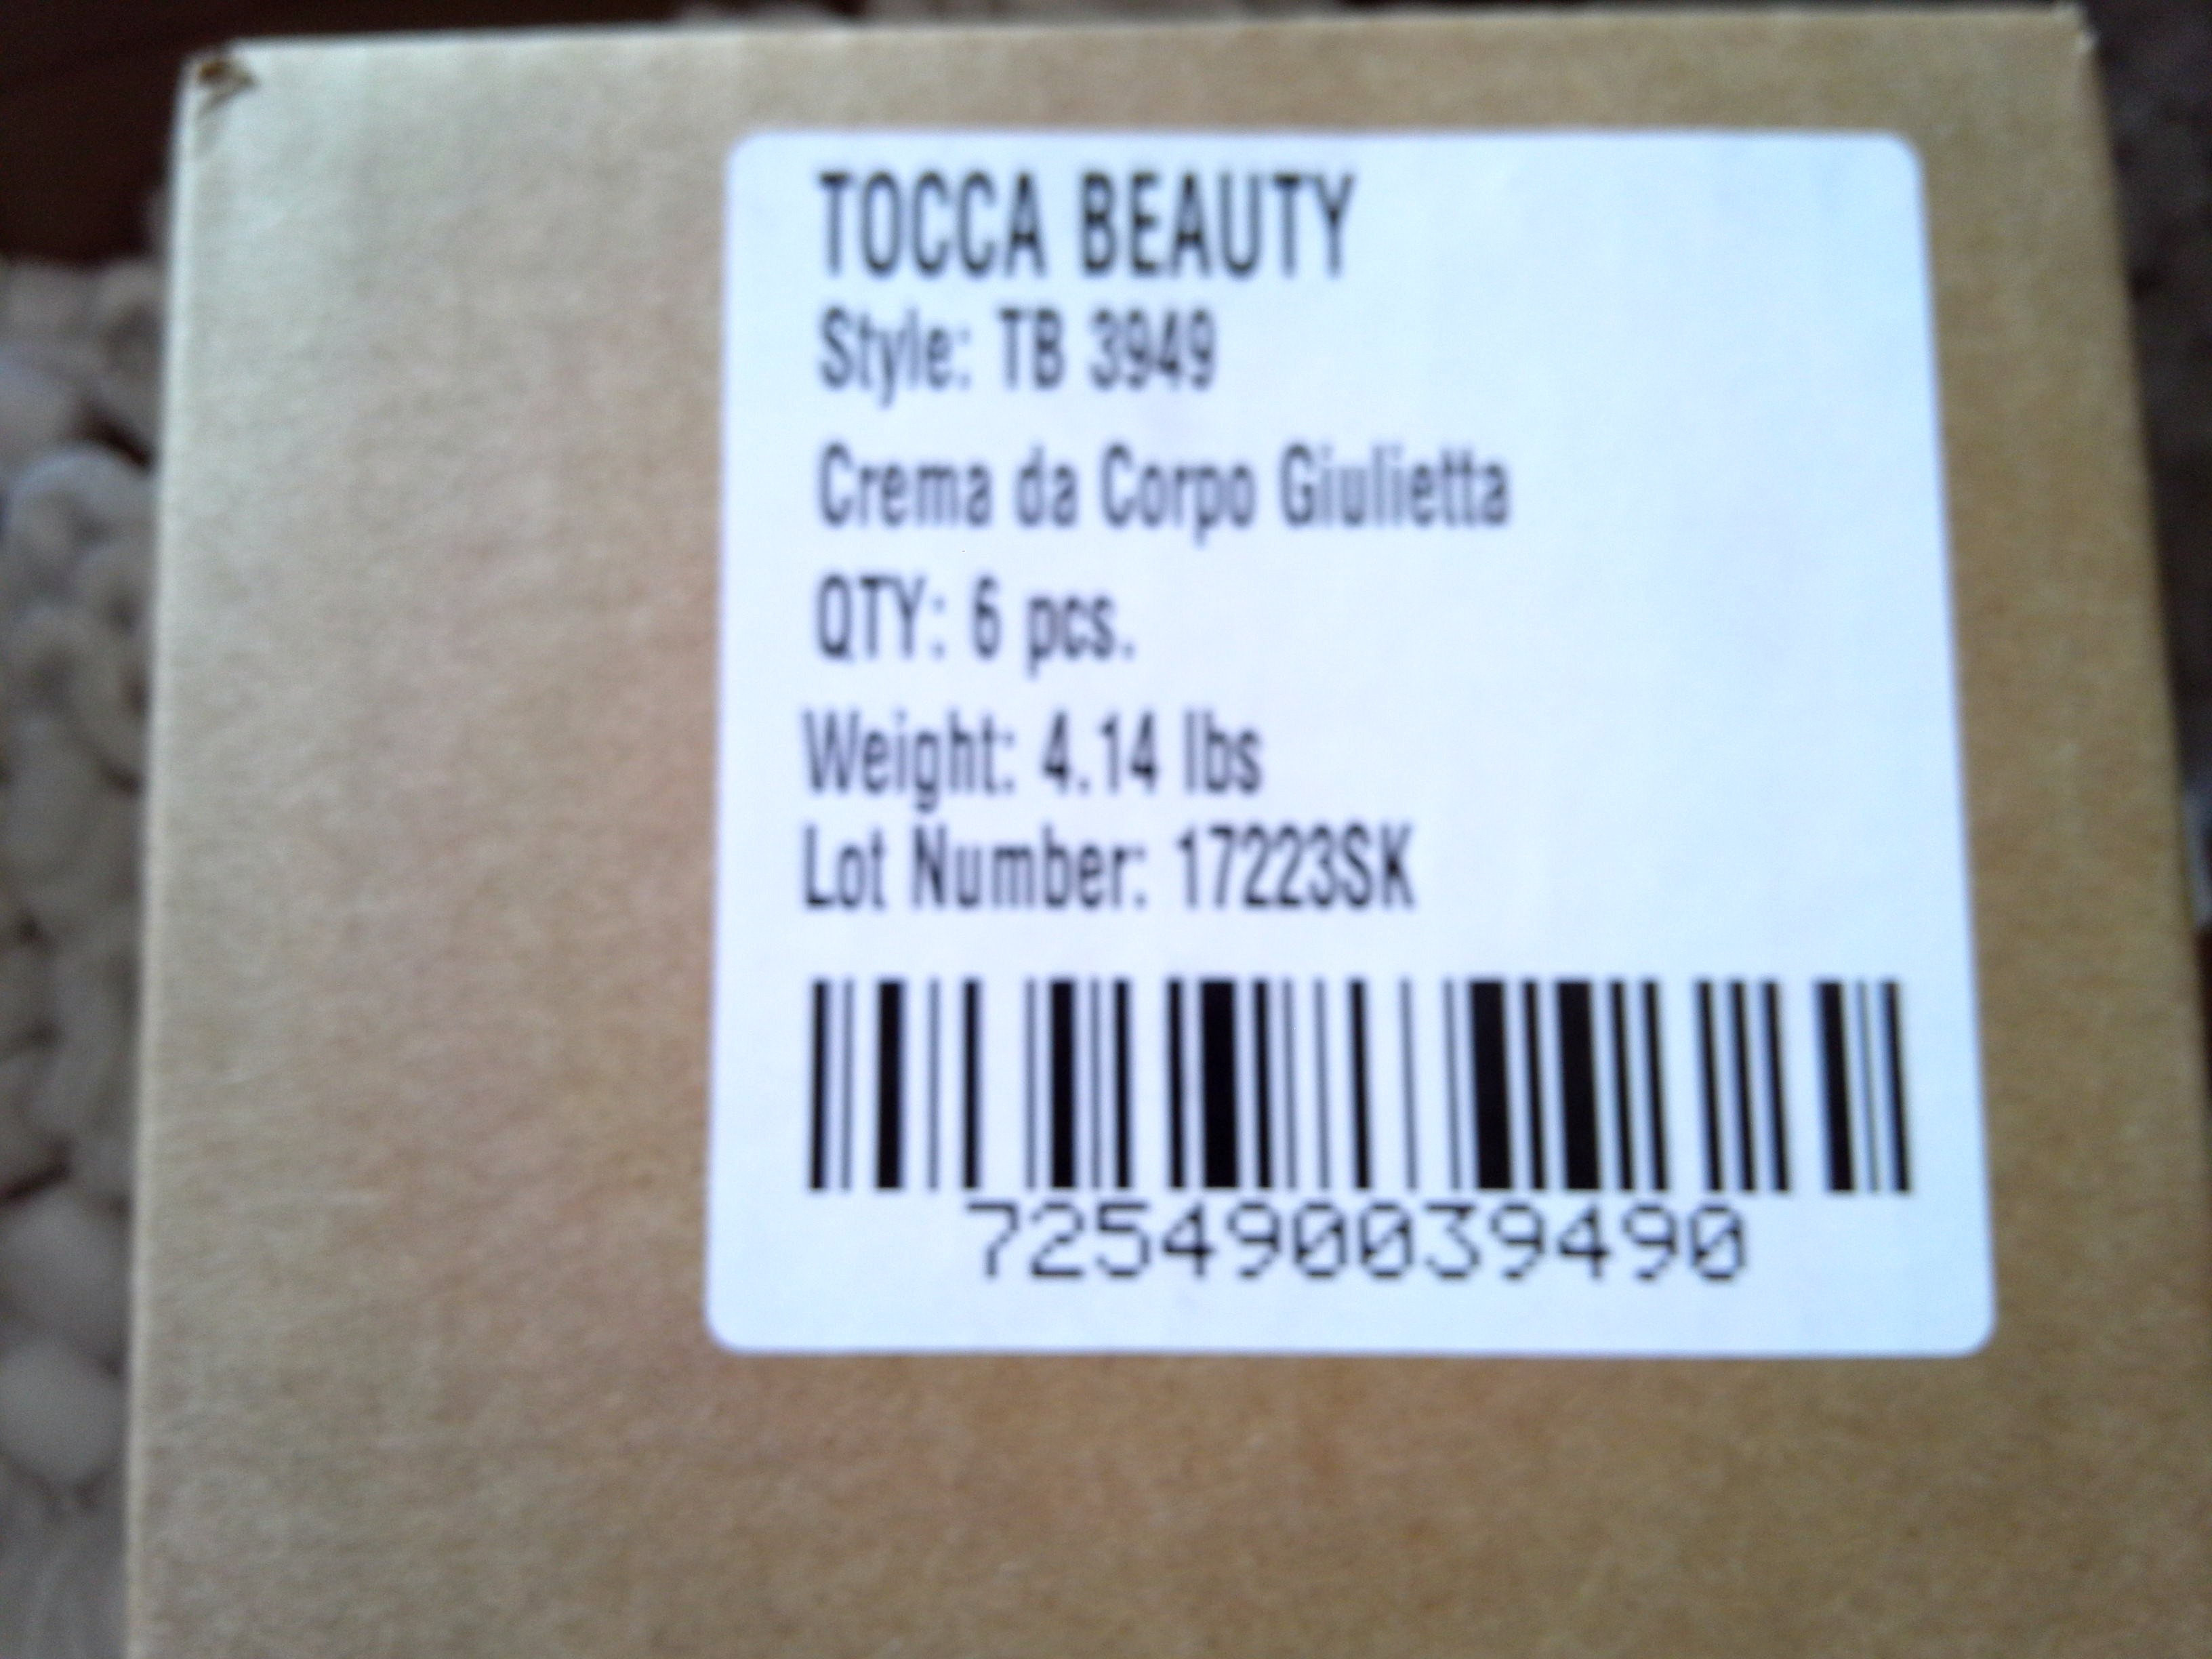 TOCCA BEAUTY
Style: TB 3949
Crema da Corpo Giulietta
QTY: 6 pcs.
Weight: 4.14 lbs
Lot Number: 17223SK
725490039490